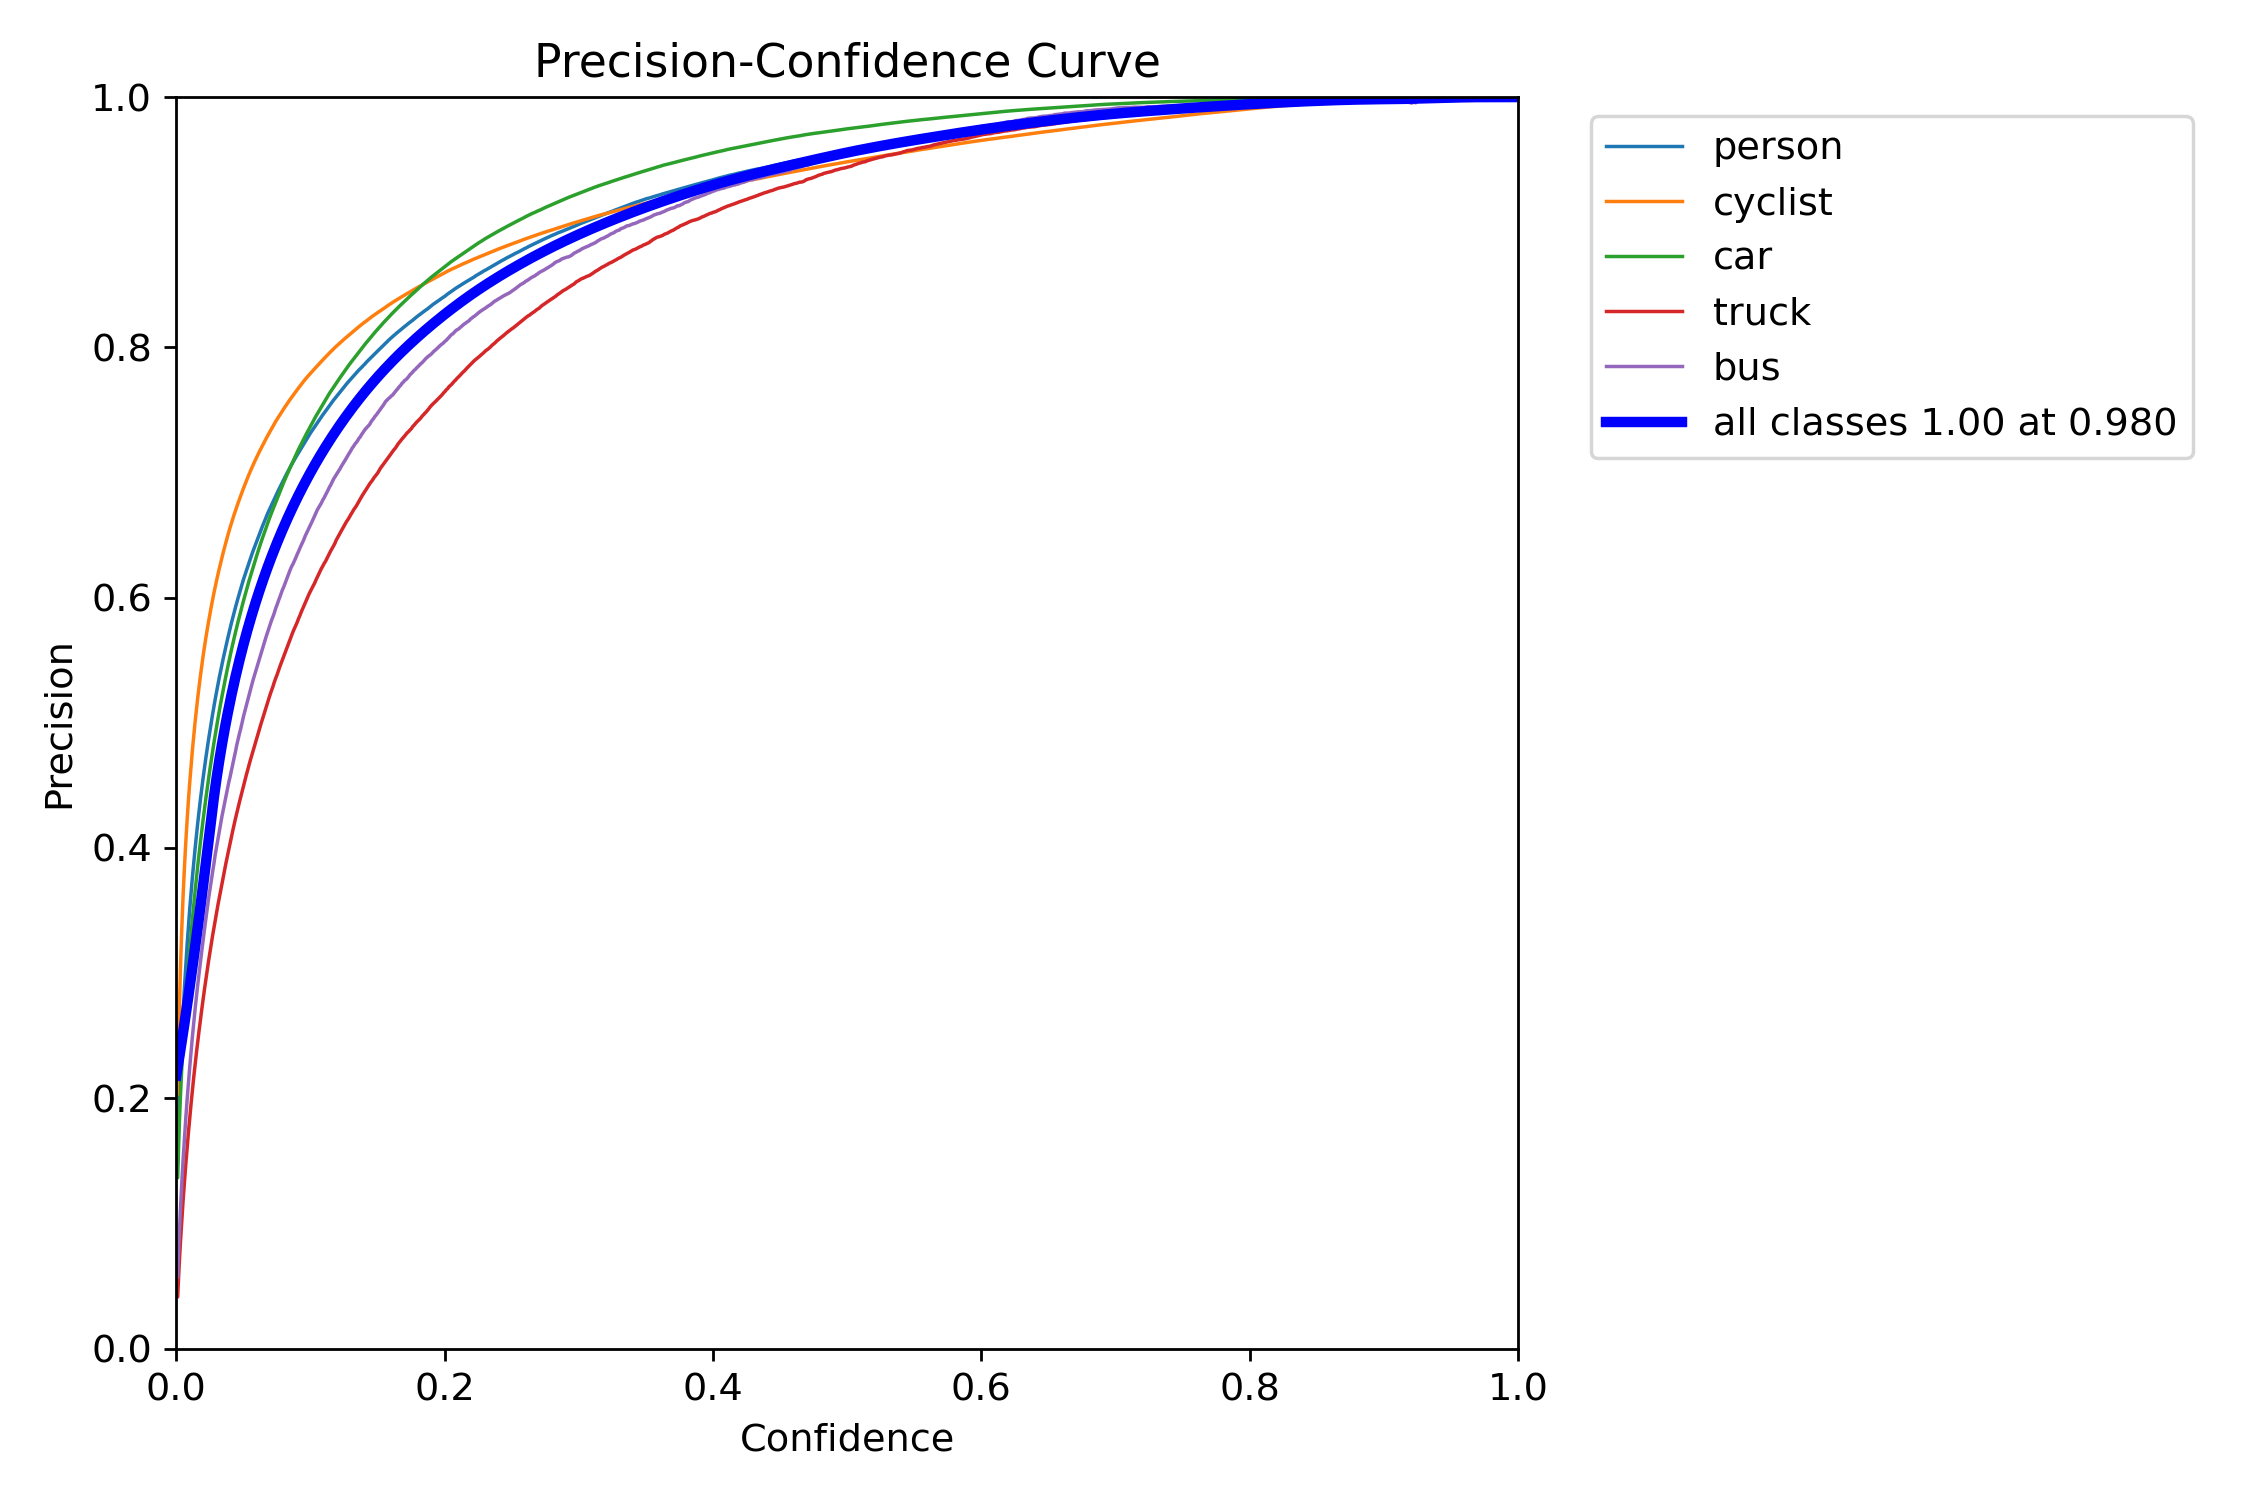 Precision-Confidence Curve
1.0
0.8
0.6
0.4
0.2
0.0
Precision
0.0 0.2 0.4 0.6 0.8 1.0
Confidence
person
cyclist
car
truck
bus
all classes 1.00 at 0.980